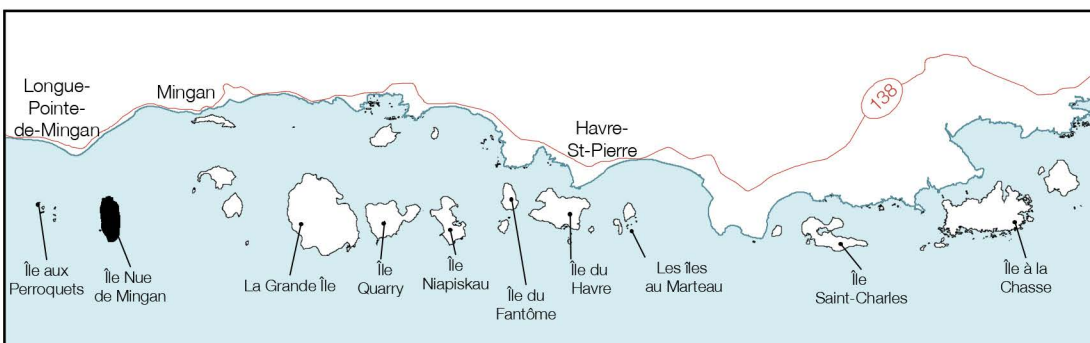 Longue-
Pointe-
de-Mingan
Mingan
Havre-
St-Pierre
138
Île aux
Perroquets
Île Nue
de Mingan
La Grande Île
Île
Quarry
Île
Niapiskau
Île du
Fantôme
Île du
Havre
Les îles
au Marteau
Île
Saint-Charles
Île à la
Chasse